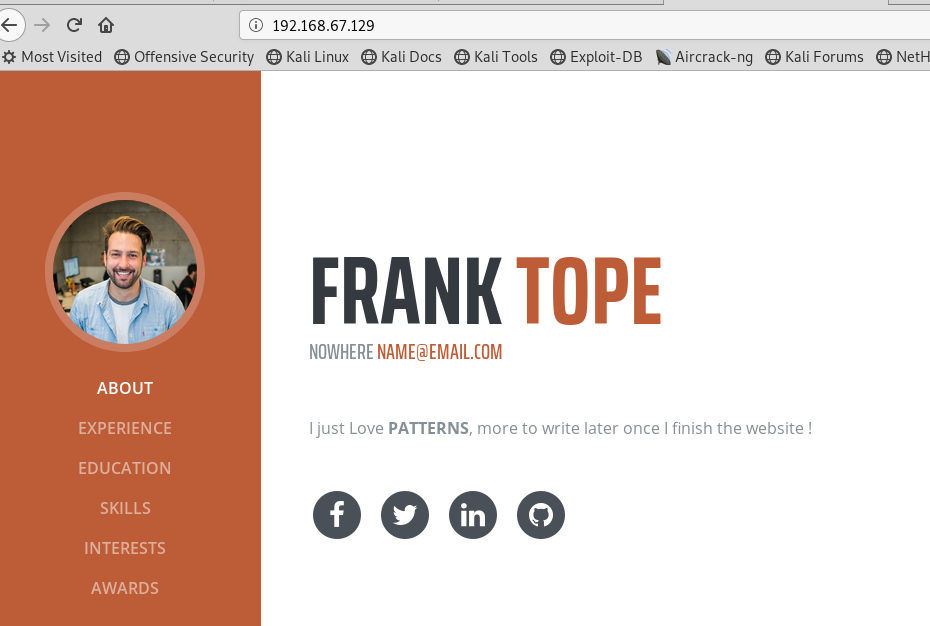 192.168.67.129
Most Visited Offensive Security Kali Linux Kali Docs Kali Tools Exploit-DB Aircrack-ng Kali Forums NetH
FRANK TOPE
NOWHERE NAME@EMAIL.COM
ABOUT
EXPERIENCE
EDUCATION
SKILLS
INTERESTS
AWARDS
I just Love PATTERNS, more to write later once I finish the website !